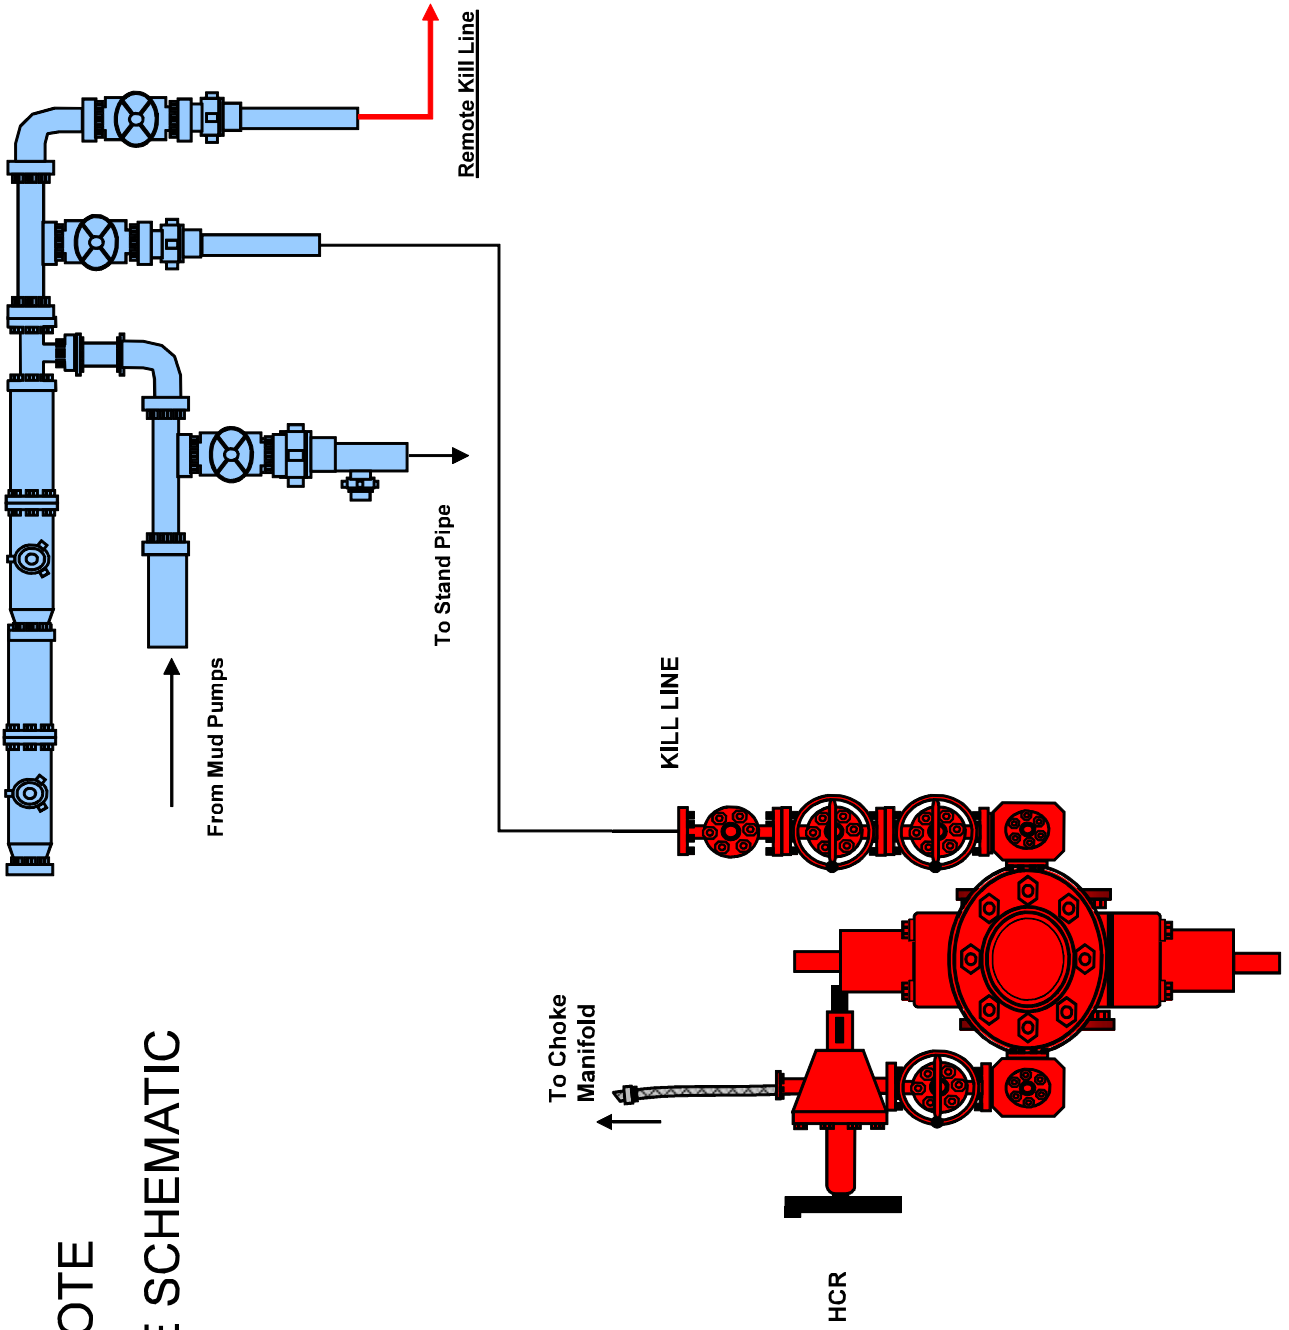 OTE
E SCHEMATIC
Remote Kill Line
To Stand Pipe
From Mud Pumps
KILL LINE
To Choke
Manifold
HCR